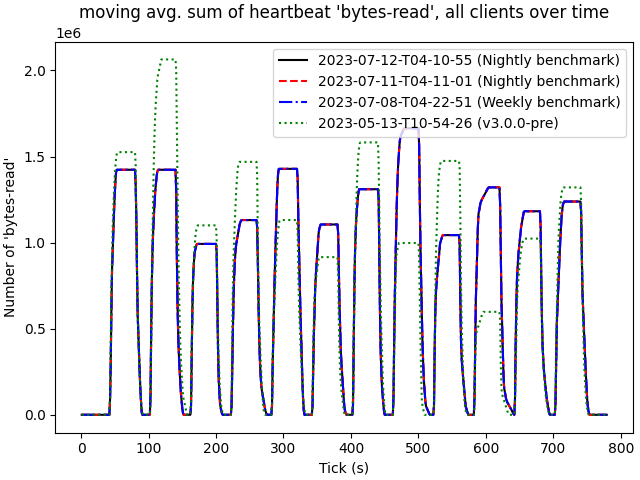 moving avg. sum of heartbeat 'bytes-read', all clients over time
1e6
2023-07-12-T04-10-55 (Nightly benchmark)
2023-07-11-T04-11-01 (Nightly benchmark)
2023-07-08-T04-22-51 (Weekly benchmark)
2023-05-13-T10-54-26 (v3.0.0-pre)
2.0
1.5
1.0
0.5
0.0
Number of 'bytes-read'
0 100 200 300 400 500 600 700 800
Tick (s)